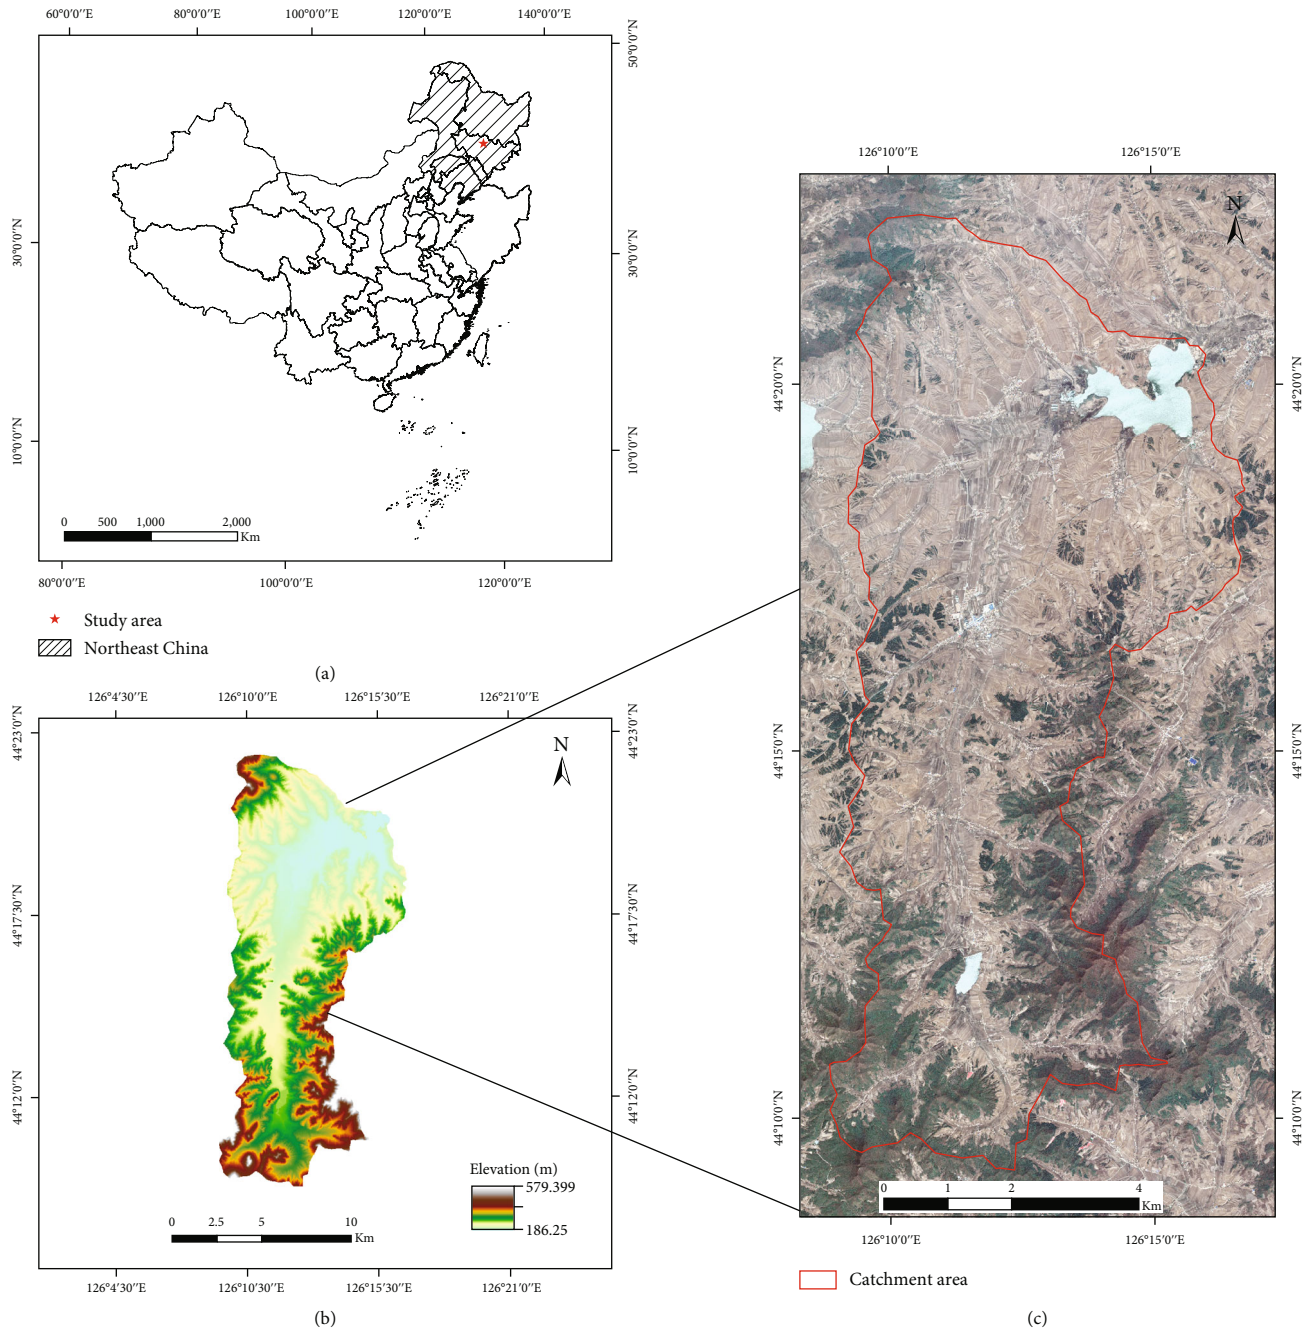 60°0'0"E 80°0'0"E 100°0'0"E 120°0'0"E 140°0'0"E
50°0'0"N
30°0'0"N
30°0'0"N
10°0'0"N
10°0'0"N
0 500 1,000 2,000
Km
80°0'0"E 100°0'0"E 120°0'0"E
Study area
Northeast China
(a)
126°4'30"E 126°10'0"E 126°15'30"E 126°21'0"E
44°23'0"N
44°23'0"N
N
44°17'30"N
44°17'30"N
44°12'0"N
44°12'0"N
Elevation (m)
579.399
186.25
0 2.5 5 10
Km
126°4'30"E 126°10'30"E 126°15'30"E 126°21'0"E
(b)
126°10'0"E 126°15'0"E
N
44°20'0"N
44°20'0"N
44°15'0"N
44°15'0"N
44°10'0"N
44°10'0"N
0 1 2 4
Km
126°10'0"E 126°15'0"E
Catchment area
(c)